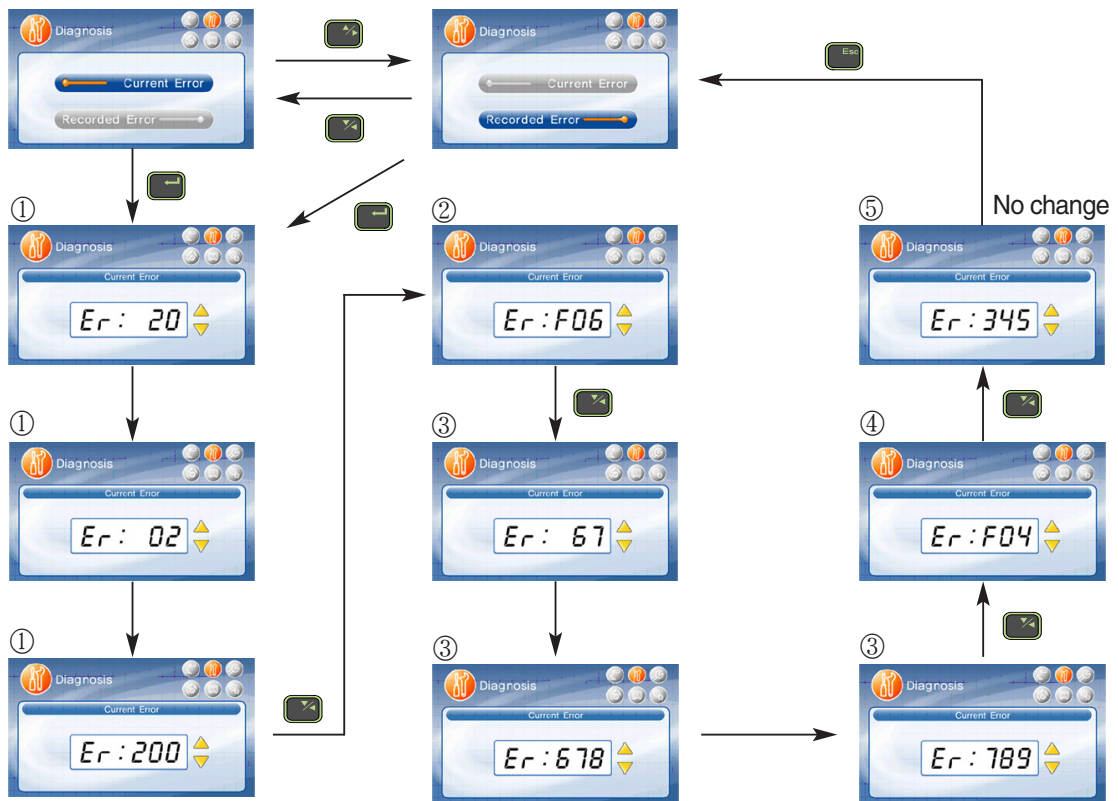 Diagnosis
Current Error
Recorded Error
Diagnosis
Current Error
Recorded Error
Esc
①
Diagnosis
Current Error
Er: 20
②
Diagnosis
Current Error
Er:F06
⑤
No change
Diagnosis
Current Error
Er:345
①
Diagnosis
Current Error
Er: 02
③
Diagnosis
Current Error
Er: 67
④
Diagnosis
Current Error
Er:F04
①
Diagnosis
Current Error
Er:200
③
Diagnosis
Current Error
Er:678
③
Diagnosis
Current Error
Er:789